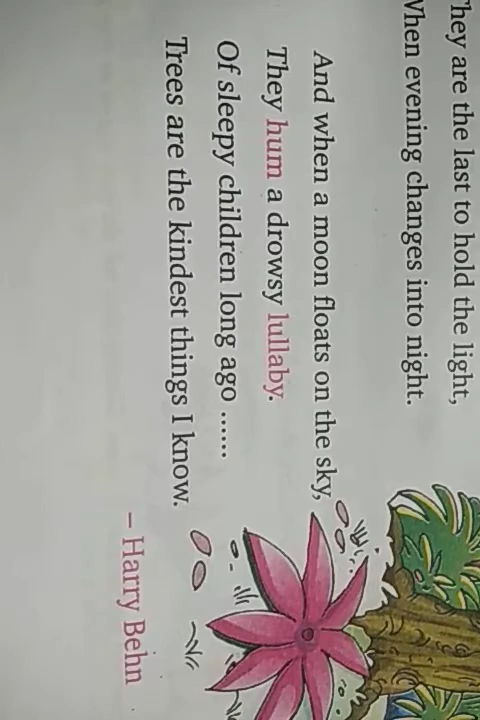 They are the last to hold the light,
When evening changes into night.
And when a moon floats on the sky,
They hum a drowsy lullaby.
Of sleepy children long ago ......
Trees are the kindest things I know.
– Harry Behn